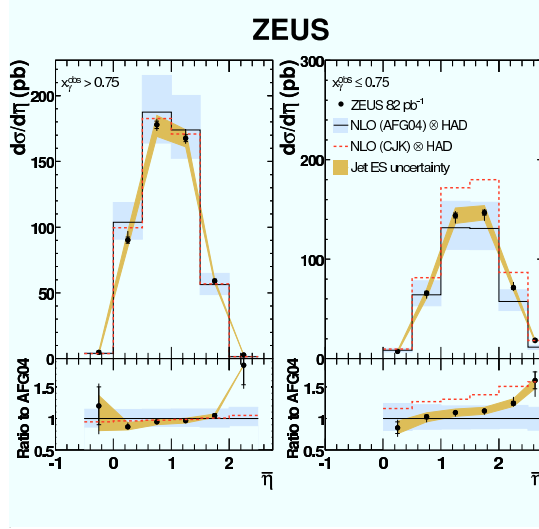 ZEUS
dσ/dη̅ (pb)
x_γ^obs > 0.75
200
150
100
50
0
Ratio to AFG04
1.5
1
0.5
-1 0 1 2
η̅
dσ/dη̅ (pb)
x_γ^obs ≤ 0.75
ZEUS 82 pb⁻¹
NLO (AFG04) ⊗ HAD
NLO (CJK) ⊗ HAD
Jet ES uncertainty
300
200
100
0
Ratio to AFG04
1.5
1
0.5
-1 0 1 2
η̅